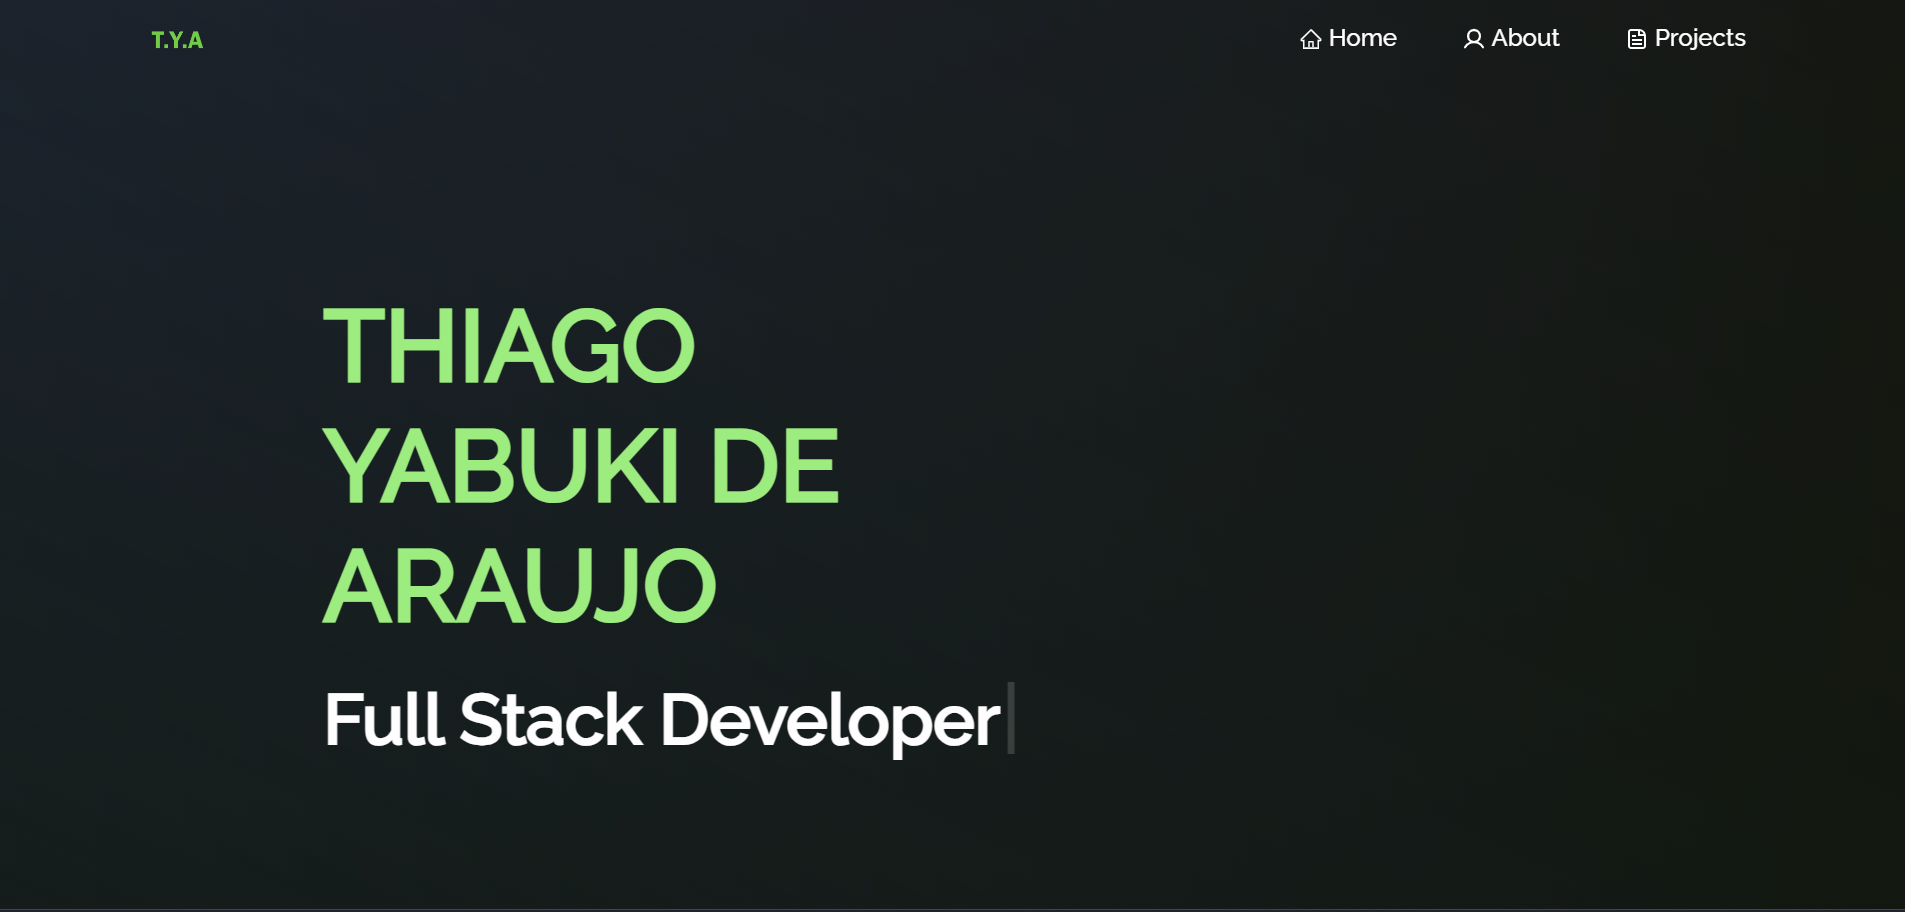 T.Y.A
Home About Projects
THIAGO
YABUKI DE
ARAUJO
Full Stack Developer